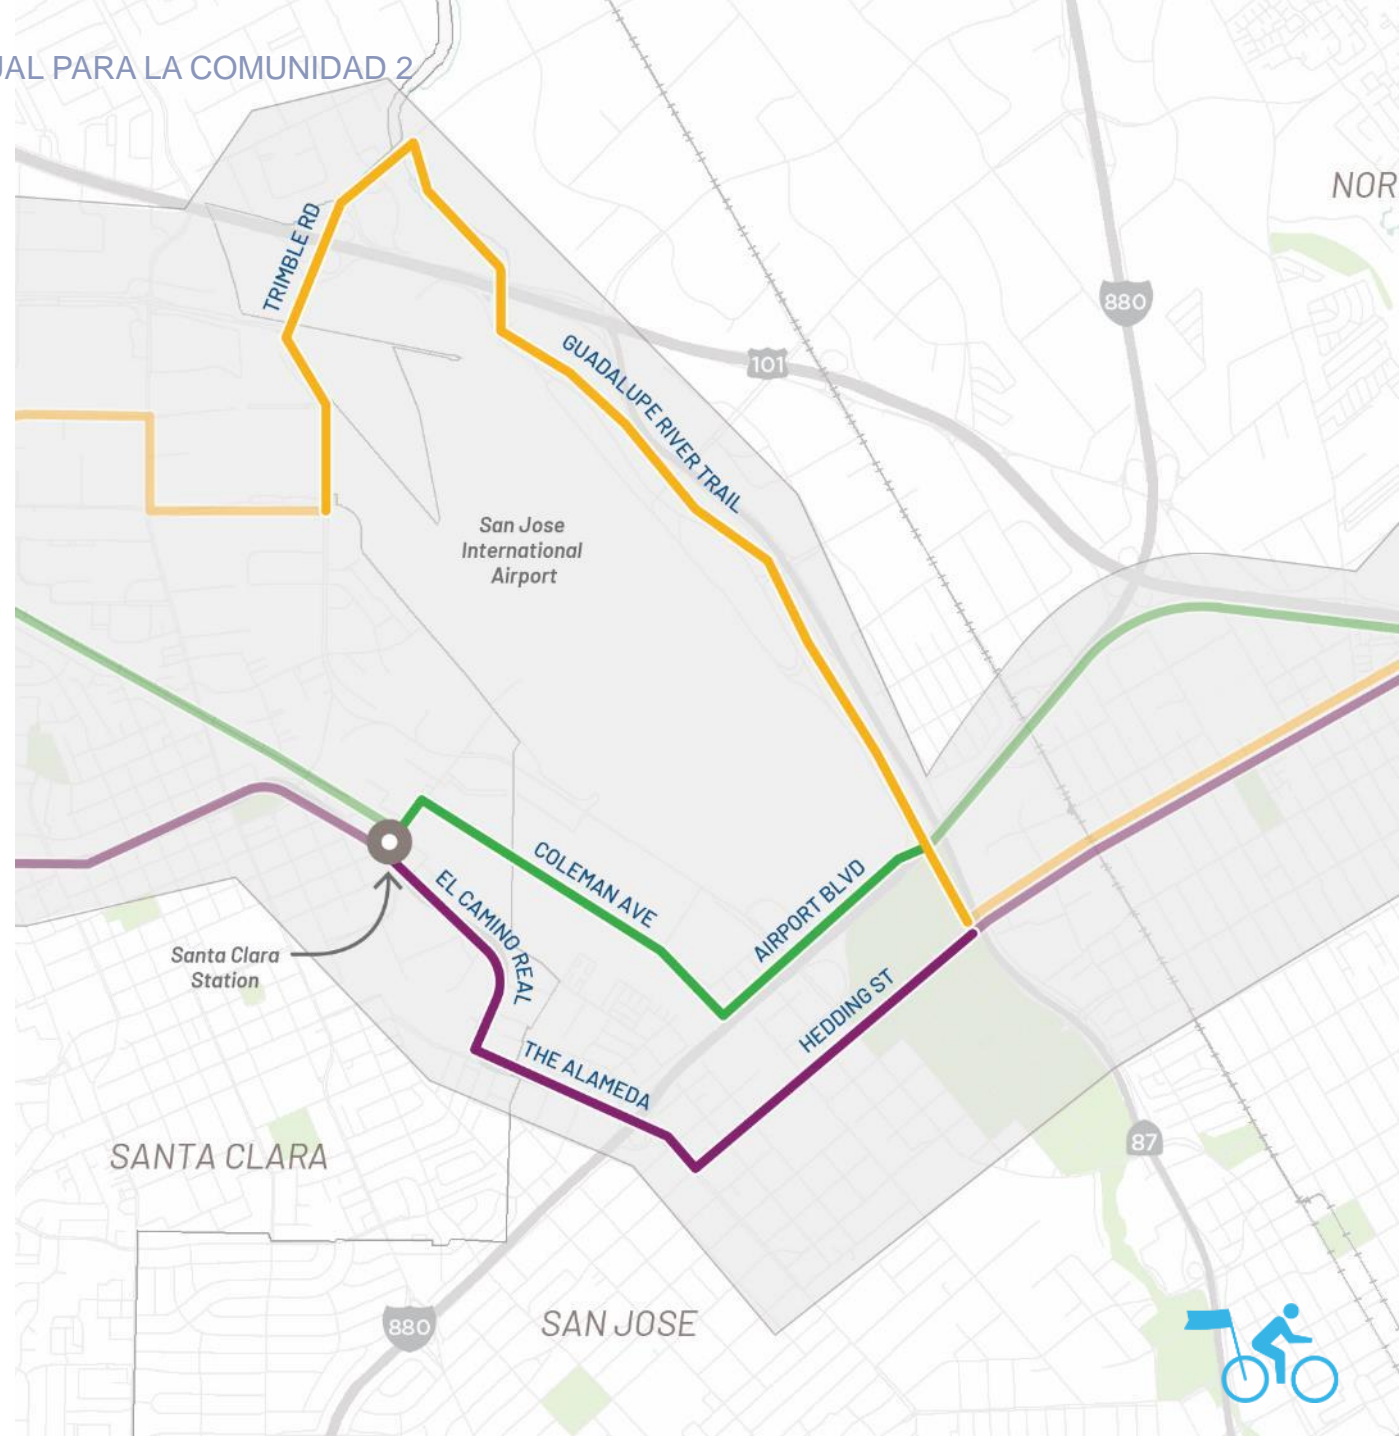 UAL PARA LA COMUNIDAD 2
NOR
TRIMBLE RD
880
GUADALUPE RIVER TRAIL
101
San Jose
International
Airport
COLEMAN AVE
AIRPORT BLVD
EL CAMINO REAL
Santa Clara
Station
HEDDING ST
THE ALAMEDA
87
SANTA CLARA
880
SAN JOSE